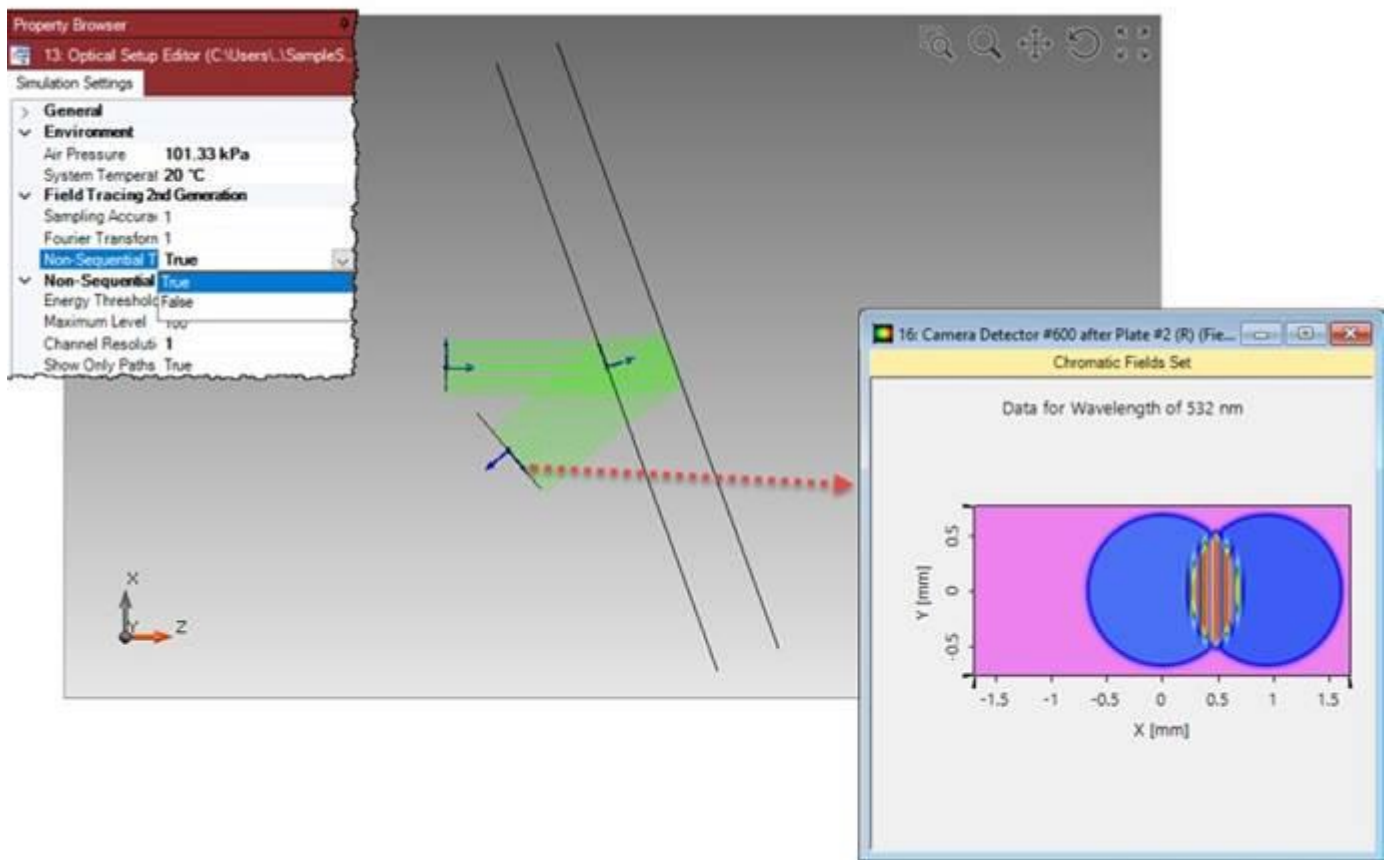 Property Browser
13: Optical Setup Editor (C:\Users\..\SampleS...
Simulation Settings
General
Environment
Air Pressure 101.33 kPa
System Temperat 20 °C
Field Tracing 2nd Generation
Sampling Accura 1
Fourier Transforn 1
Non-Sequential T True
Non-Sequential True
Energy Threshold False
Maximum Level 100
Channel Resoluti 1
Show Only Paths True
X
Y
Z
16: Camera Detector #600 after Plate #2 (R) (Fie...
Chromatic Fields Set
Data for Wavelength of 532 nm
Y [mm]
0.5
0
-0.5
-1.5 -1 -0.5 0 0.5 1 1.5
X [mm]